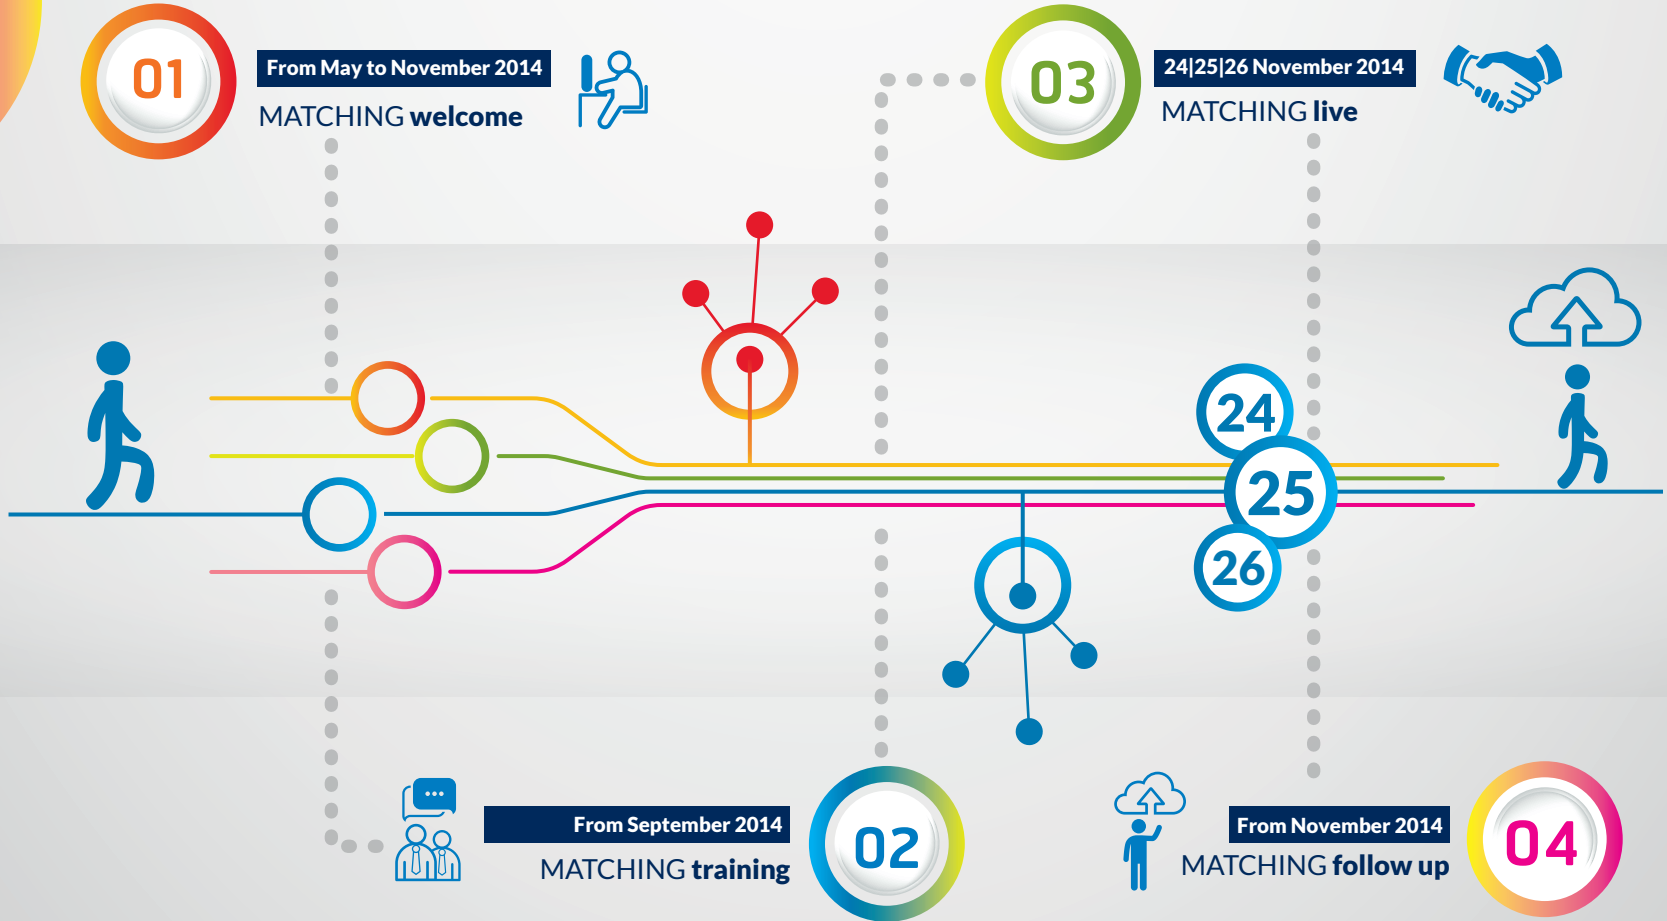 01
From May to November 2014
MATCHING welcome
03
24|25|26 November 2014
MATCHING live
24
25
26
From September 2014
MATCHING training
02
From November 2014
MATCHING follow up
04